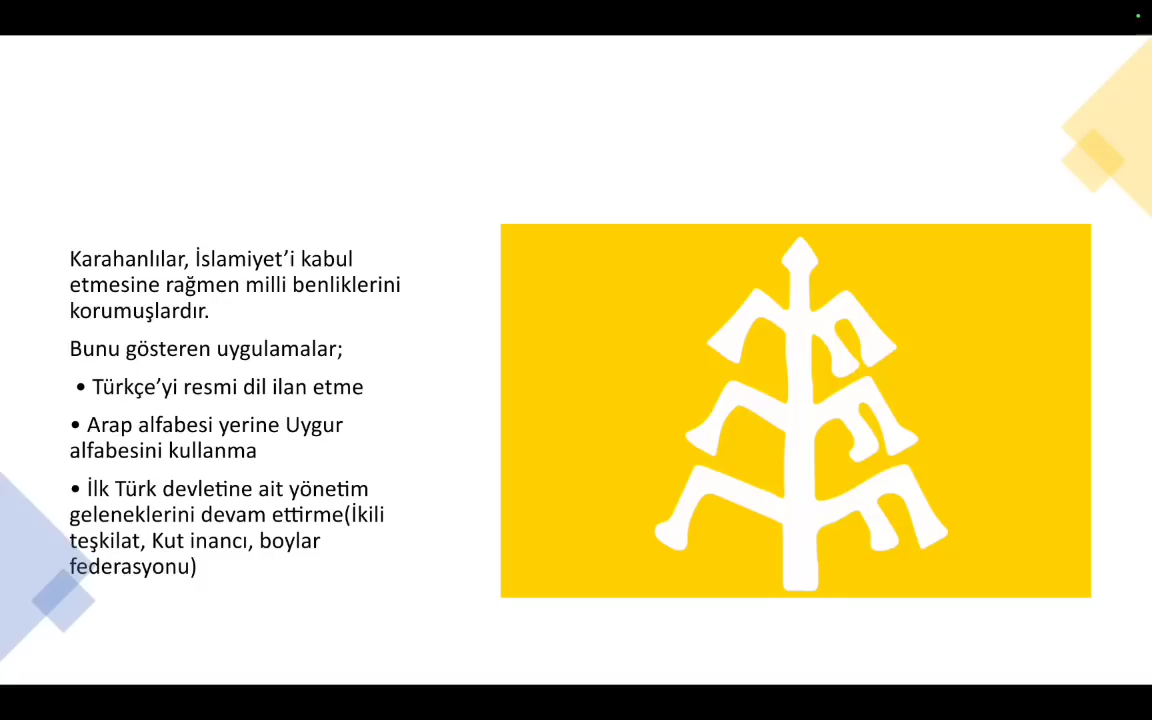 Karahanlılar, İslamiyet’i kabul
etmesine rağmen milli benliklerini
korumuşlardır.
Bunu gösteren uygulamalar;
• Türkçe’yi resmi dil ilan etme
• Arap alfabesi yerine Uygur
alfabesini kullanma
• İlk Türk devletine ait yönetim
geleneklerini devam ettirme(İkili
teşkilat, Kut inancı, boylar
federasyonu)